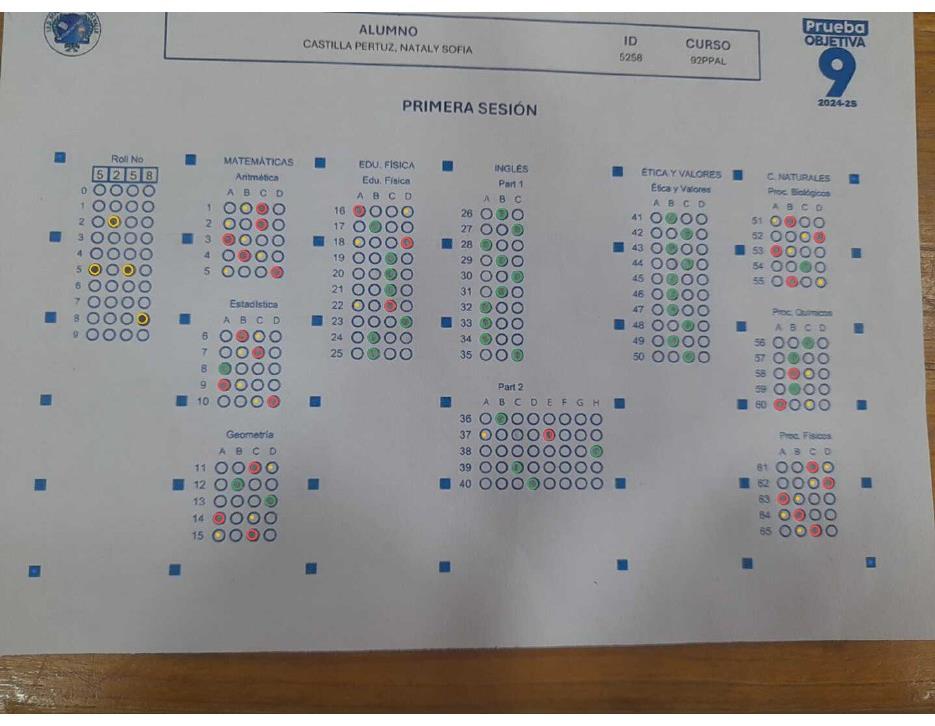 ALUMNO
CASTILLA PERTUZ, NATALY SOFIA
ID
5258
CURSO
92PPAL
Prueba
OBJETIVA
9
2024-25
PRIMERA SESIÓN
Roll No
5 2 5 8
0
1
2
3
4
5
6
7
8
9
MATEMÁTICAS
Aritmética
A B C D
1
2
3
4
5
Estadística
A B C D
6
7
8
9
10
Geometría
A B C D
11
12
13
14
15
EDU. FÍSICA
Edu. Física
A B C D
16
17
18
19
20
21
22
23
24
25
INGLÉS
Part 1
A B C
26
27
28
29
30
31
32
33
34
35
Part 2
A B C D E F G H
36
37
38
39
40
ÉTICA Y VALORES
Ética y Valores
A B C D
41
42
43
44
45
46
47
48
49
50
C. NATURALES
Proc. Biológicos
A B C D
51
52
53
54
55
Proc. Químicos
A B C D
56
57
58
59
60
Proc. Físicos
A B C D
61
62
63
64
65